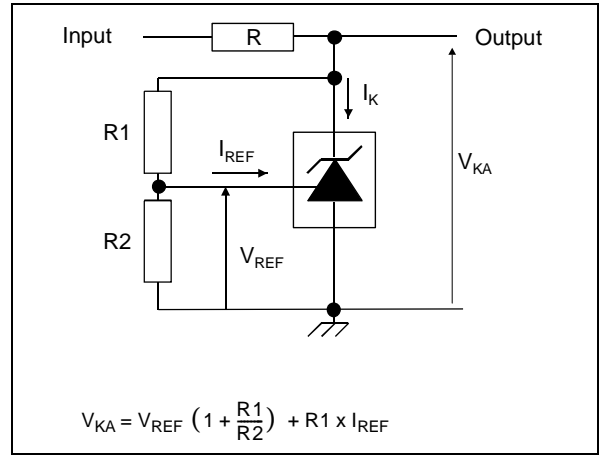 Input R Output
I_K
R1
I_REF
V_KA
R2
V_REF
V_KA = V_REF (1 + R1/R2) + R1 x I_REF